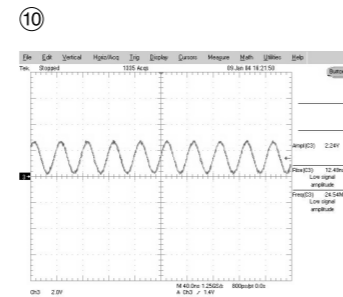 ⑩
File Edit Vertical Horiz/Acq Trig Display Cursors Measure Math Utilities Help
Tek Stopped 1335 Acqs 09 Jan 04 14:21:50
Button
Ampl(C3) 2.24V
Rise(C3) 12.40ns
Low signal
amplitude
Freq(C3) 24.54M
Low signal
amplitude
Ch3 2.0V
M 40.0ns 1.25GS/s 800ps/pt 0.0s
A Ch3 1.4V